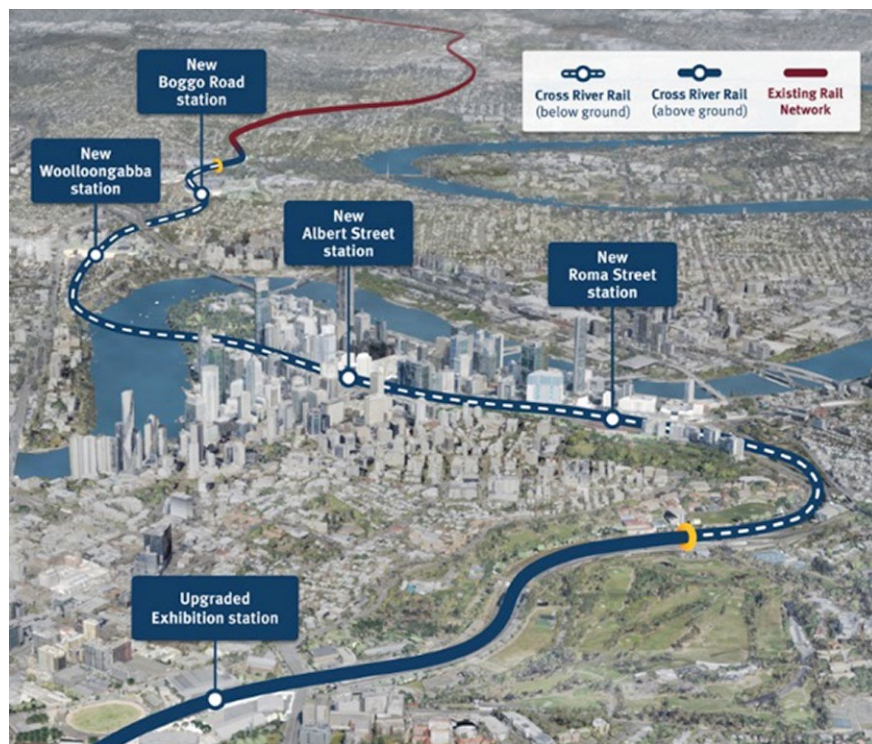 New
Boggo Road
station
Cross River Rail
(below ground)
Cross River Rail
(above ground)
Existing Rail
Network
New
Woolloongabba
station
New
Albert Street
station
New
Roma Street
station
Upgraded
Exhibition station